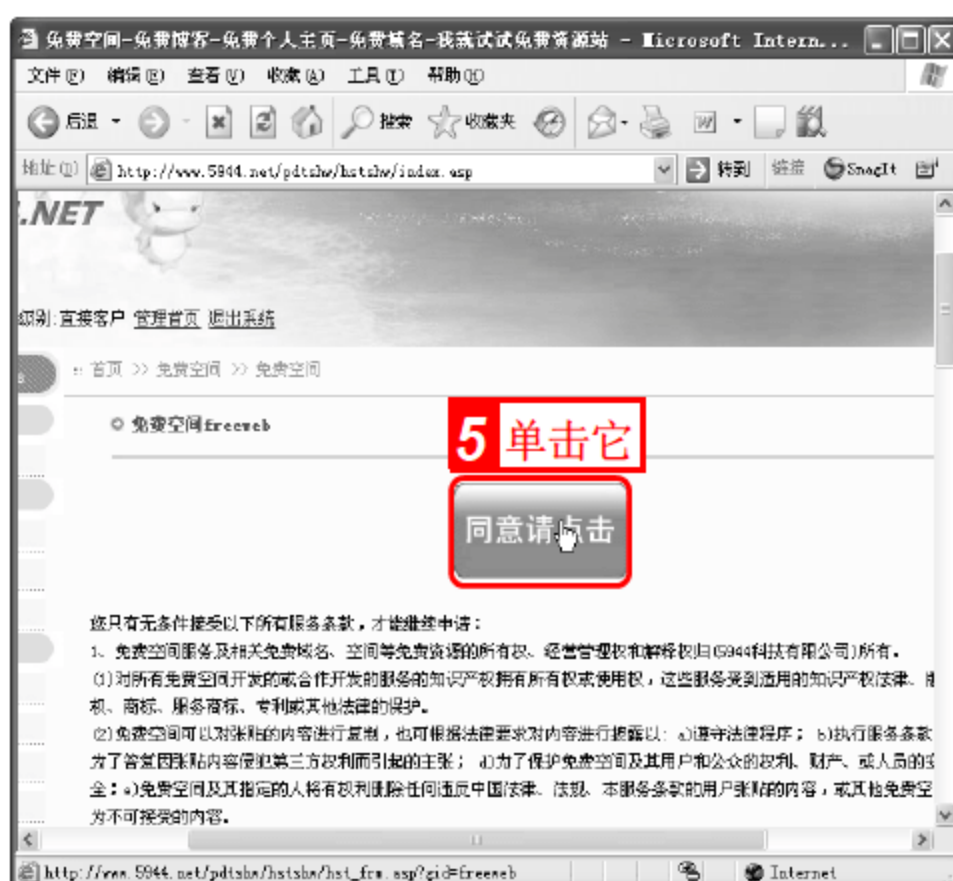 免费空间-免费博客-免费个人主页-免费域名-我就试试免费资源站 - Microsoft Intern...
文件(F) 编辑(E) 查看(V) 收藏(A) 工具(T) 帮助(H)
后退 搜索 收藏夹
地址(D) http://www.5944.net/pdtshw/hstshw/index.asp 转到 链接 SnagIt
.NET
级别:直接客户 管理首页 退出系统
首页 >> 免费空间 >> 免费空间
免费空间freeweb
5 单击它
同意请点击
您只有无条件接受以下所有服务条款，才能继续申请：
1、免费空间服务及相关免费域名、空间等免费资源的所有权、经营管理权和解释权归(5944科技有限公司)所有。
(1)对所有免费空间开发的或合作开发的服务的知识产权拥有所有权或使用权，这些服务受到适用的知识产权法律、版
权、商标、服务商标、专利或其他法律的保护。
(2)免费空间可以对张贴的内容进行复制，也可根据法律要求对内容进行披露以：a)遵守法律程序； b)执行服务条款
为了答复因张贴内容侵犯第三方权利而引起的主张； d)为了保护免费空间及其用户和公众的权利、财产、或人员的安
全：e)免费空间及其指定的人将有权利删除任何违反中国法律、法规、本服务条款的用户张贴的内容，或其他免费空
为不可接受的内容。
http://www.5944.net/pdtshw/hstshw/hst_frm.asp?gid=freeweb Internet